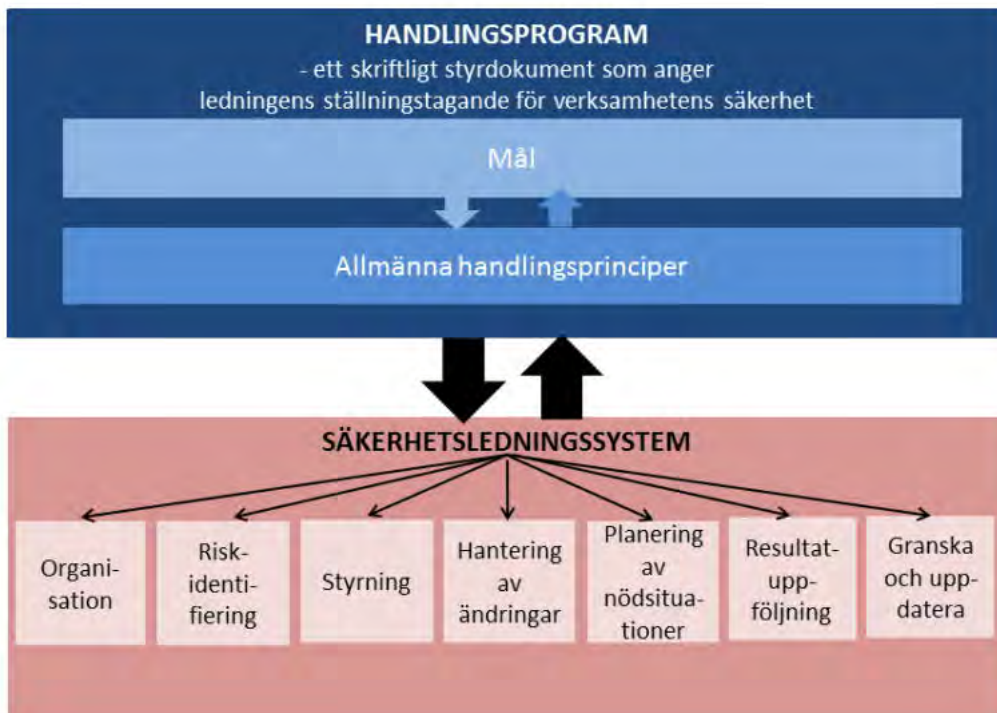 HANDLINGSPROGRAM
- ett skriftligt styrdokument som anger
ledningens ställningstagande för verksamhetens säkerhet
Mål
Allmänna handlingsprinciper
SÄKERHETSLEDNINGSSYSTEM
Organi-
sation
Risk-
identi-
fiering
Styrning
Hantering
av
ändringar
Planering
av
nödsitua-
tioner
Resultat-
upp-
följning
Granska
och upp-
datera